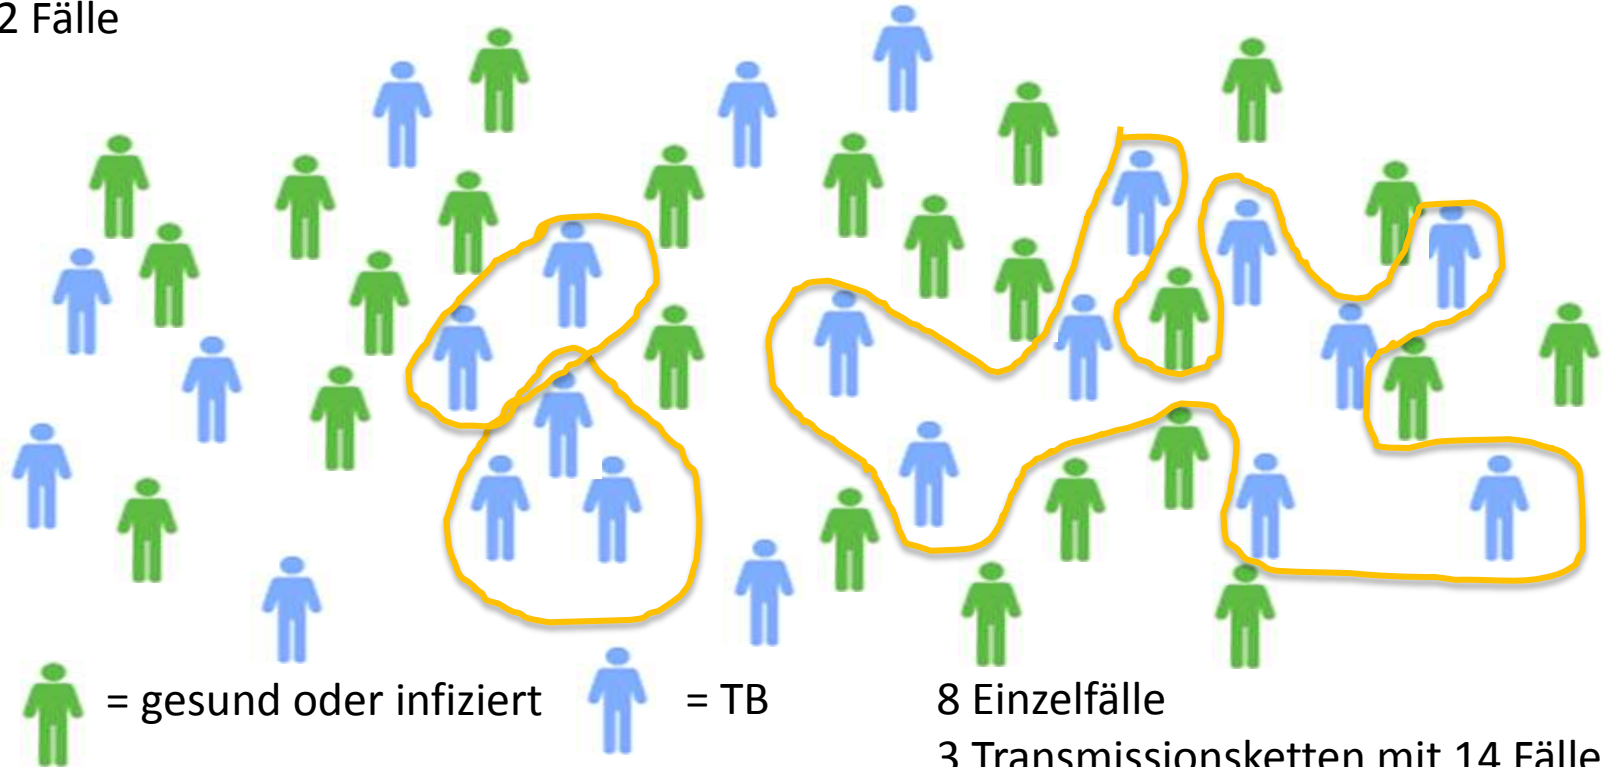 2 Fälle
= gesund oder infiziert
= TB
8 Einzelfälle
3 Transmissionsketten mit 14 Fälle